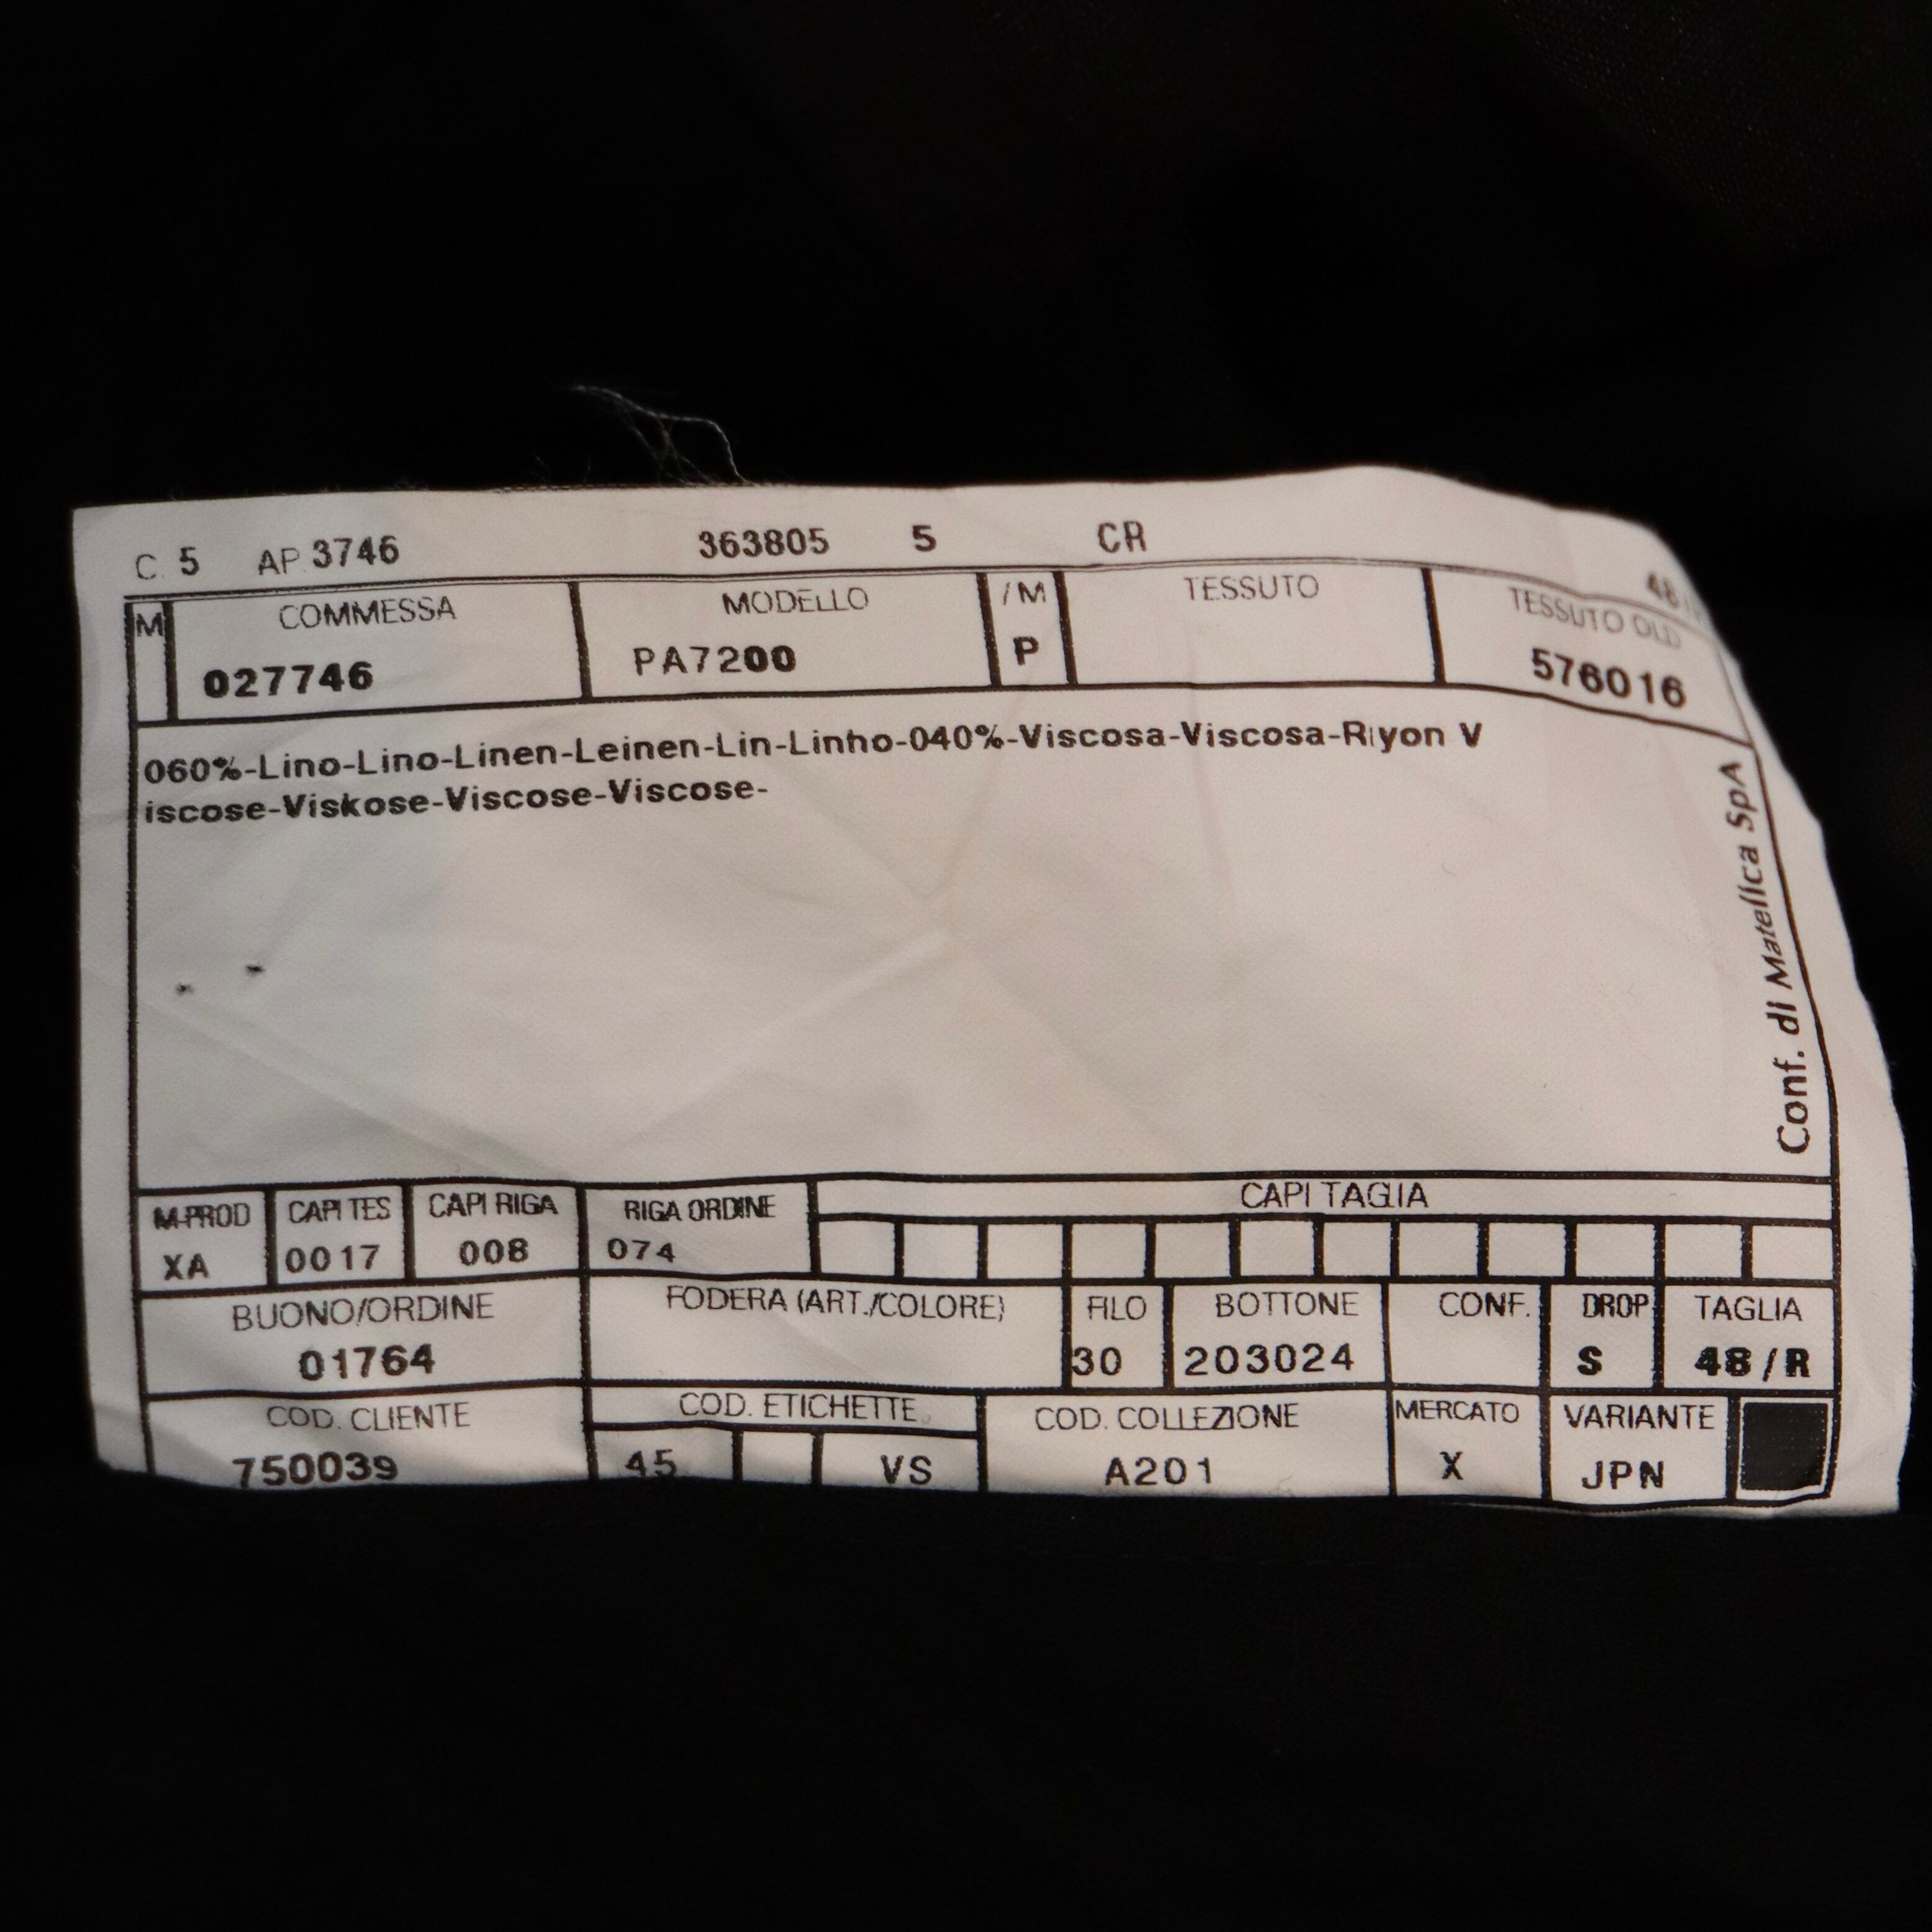 C. 5 AP. 3746 363805 5 CR
M COMMESSA MODELLO /M TESSUTO TESSUTO OLD
027746 PA7200 P 576016
060%-Lino-Lino-Linen-Leinen-Lin-Linho-040%-Viscosa-Viscosa-Rayon V
iscose-Viskose-Viscose-Viscose-
Conf. di Matelica SpA
M-PROD CAPI TES CAPI RIGA RIGA ORDINE CAPI TAGLIA
XA 0017 008 074
BUONO/ORDINE FODERA (ART./COLORE) FILO BOTTONE CONF. DROP TAGLIA
01764 30 203024 S 48/R
COD. CLIENTE COD. ETICHETTE COD. COLLEZIONE MERCATO VARIANTE
750039 45 VS A201 X JPN